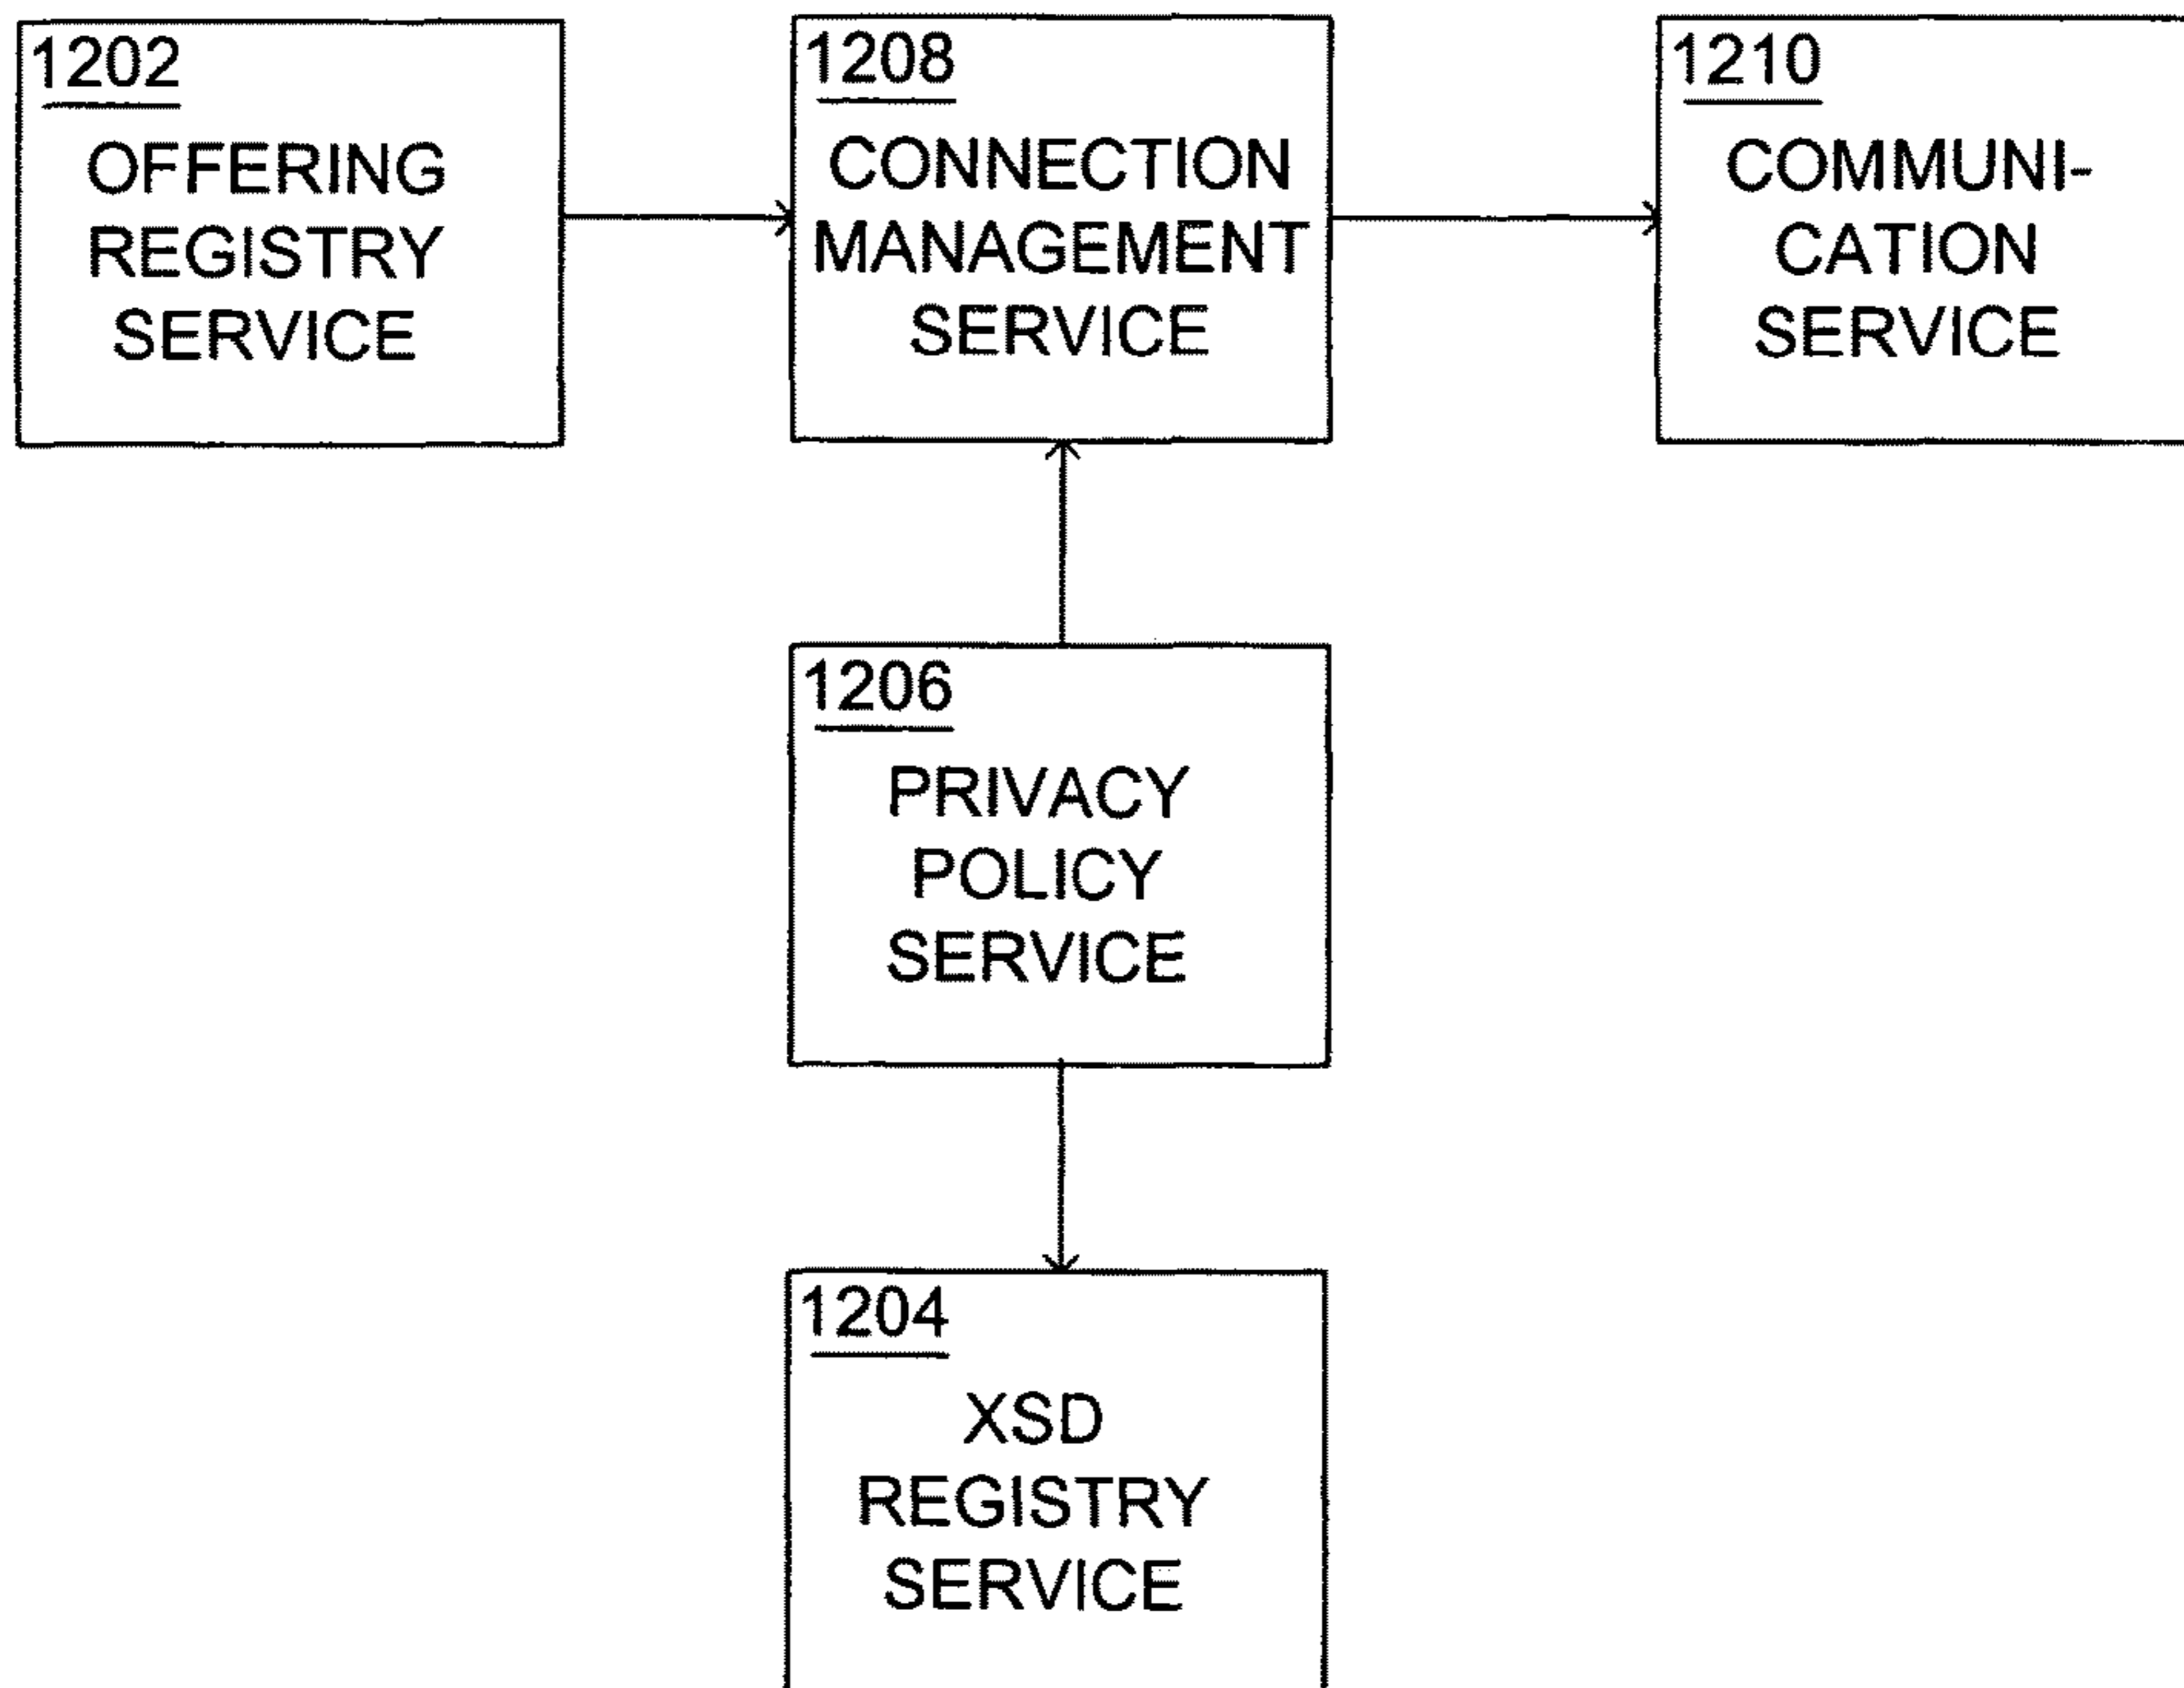 1202
OFFERING
REGISTRY
SERVICE
1208
CONNECTION
MANAGEMENT
SERVICE
1210
COMMUNI-
CATION
SERVICE
1206
PRIVACY
POLICY
SERVICE
1204
XSD
REGISTRY
SERVICE